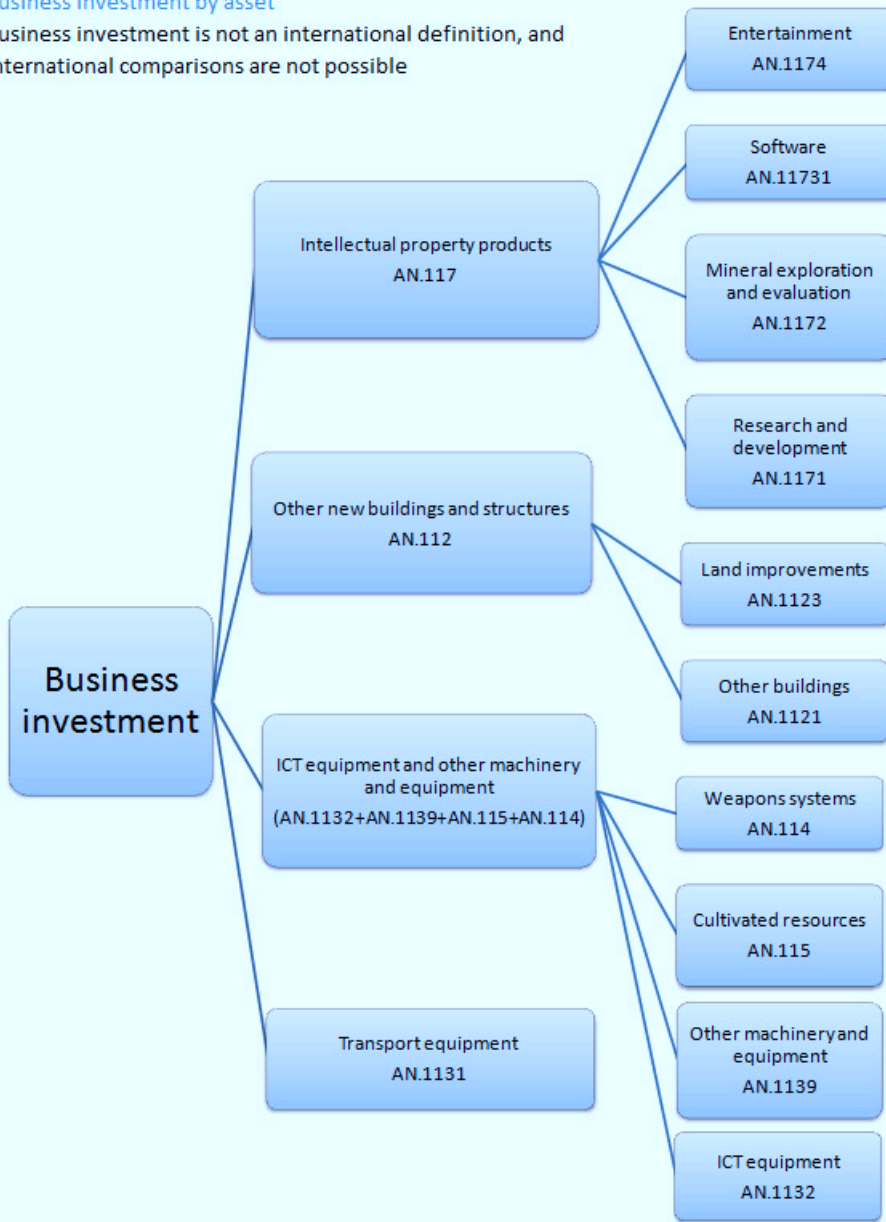 Business investment by asset
Business investment is not an international definition, and
international comparisons are not possible
Entertainment
AN.1174
Software
AN.11731
Intellectual property products
AN.117
Mineral exploration
and evaluation
AN.1172
Research and
development
AN.1171
Other new buildings and structures
AN.112
Land improvements
AN.1123
Other buildings
AN.1121
Business
investment
ICT equipment and other machinery
and equipment
(AN.1132+AN.1139+AN.115+AN.114)
Weapons systems
AN.114
Cultivated resources
AN.115
Other machinery and
equipment
AN.1139
Transport equipment
AN.1131
ICT equipment
AN.1132